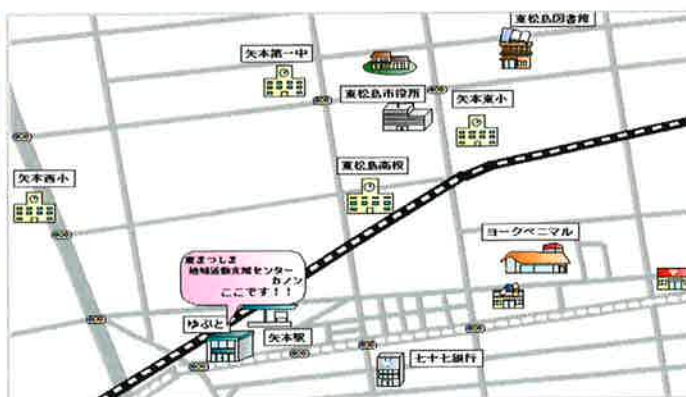 東松島図書館
矢本第一中
東松島市役所
矢本東小
東松島高校
矢本西小
ヨークベニマル
東まつしま
地域活動支援センター
カノン
ここです！！
ゆぷと
矢本駅
七十七銀行